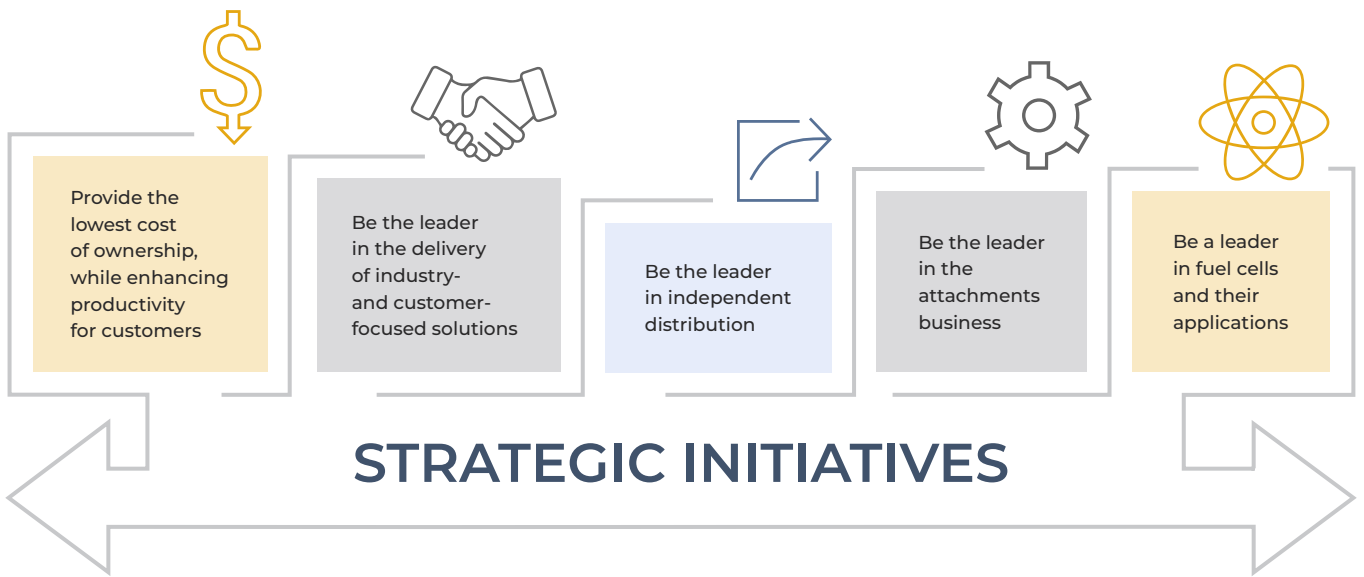 Provide the
lowest cost
of ownership,
while enhancing
productivity
for customers
Be the leader
in the delivery
of industry-
and customer-
focused solutions
Be the leader
in independent
distribution
Be the leader
in the
attachments
business
Be a leader
in fuel cells
and their
applications
STRATEGIC INITIATIVES